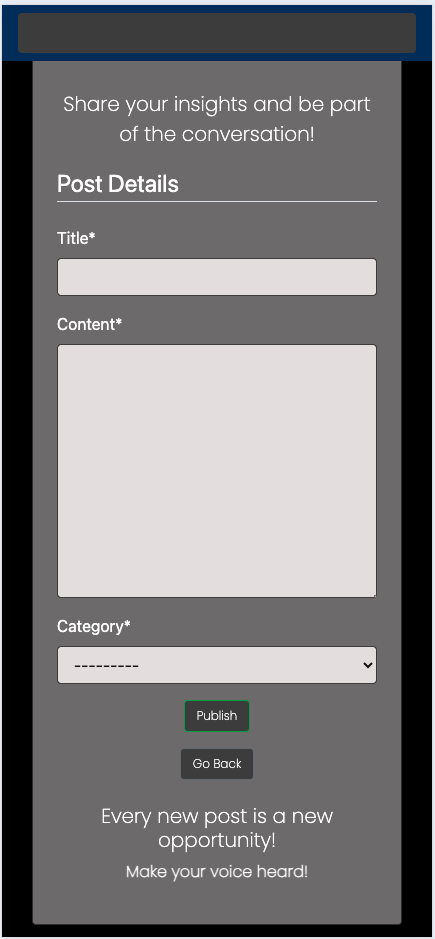 Share your insights and be part
of the conversation!
Post Details
Title*
Content*
Category*
---------
Publish
Go Back
Every new post is a new
opportunity!
Make your voice heard!